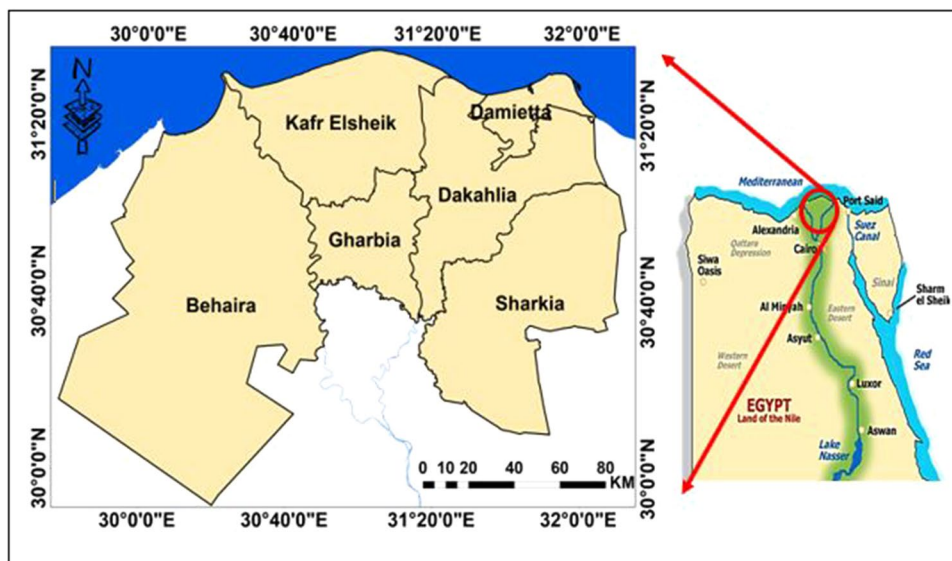 30°0'0"E
30°40'0"E
31°20'0"E
32°0'0"E
N
31°20'0"N
30°40'0"N
30°0'0"N
Kafr Elsheik
Damietta
Dakahlia
Gharbia
Behaira
Sharkia
31°20'0"N
30°40'0"N
30°0'0"N
0 10 20 40 60 80
KM
30°0'0"E
30°40'0"E
31°20'0"E
32°0'0"E
Mediterranean
Port Said
Alexandria
Suez
Canal
Qattara
Depression
Cairo
Siwa
Oasis
Sinai
Sharm
el Sheik
Al Minyah
Eastern
Desert
Asyut
Western
Desert
Red
Sea
Luxor
EGYPT
Land of the Nile
Aswan
Lake
Nasser